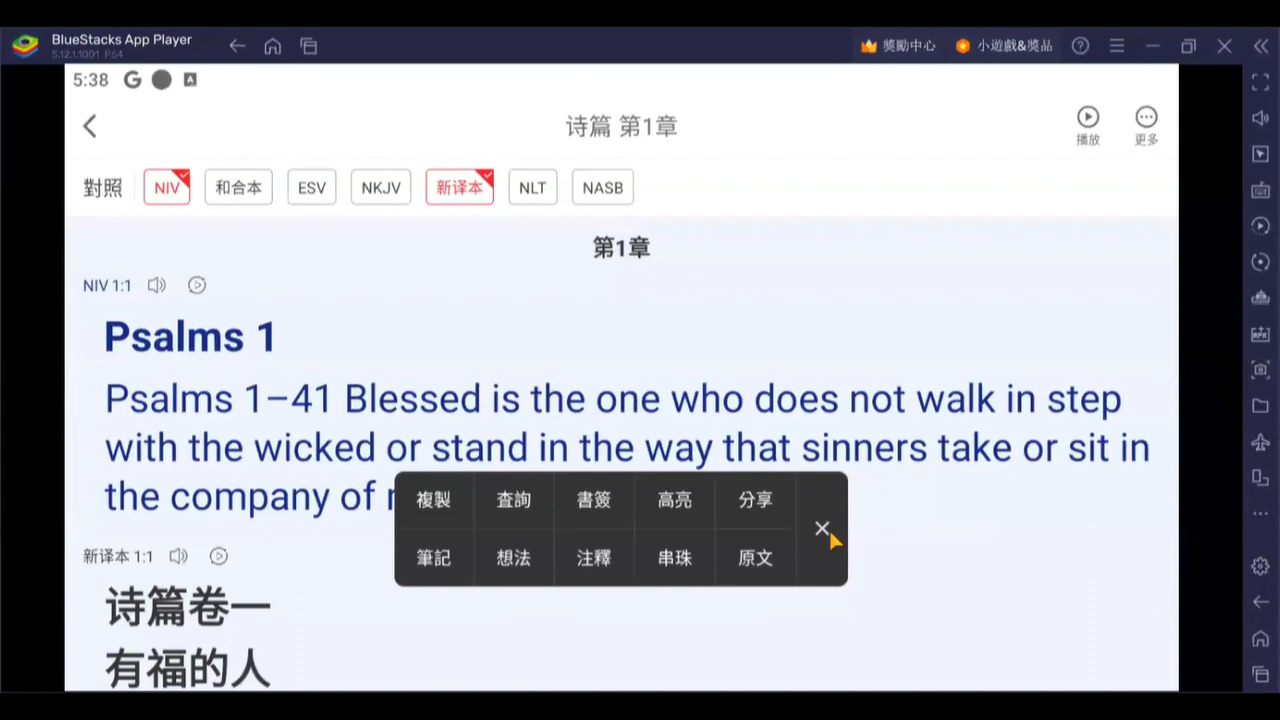 BlueStacks App Player
5.12.1.1001 P64
獎勵中心
小遊戲&獎品
5:38
诗篇 第1章
播放
更多
對照
NIV
和合本
ESV
NKJV
新译本
NLT
NASB
第1章
NIV 1:1
Psalms 1
Psalms 1–41 Blessed is the one who does not walk in step
with the wicked or stand in the way that sinners take or sit in
the company of
複製 查詢 書簽 高亮 分享
筆記 想法 注釋 串珠 原文
新译本 1:1
诗篇卷一
有福的人